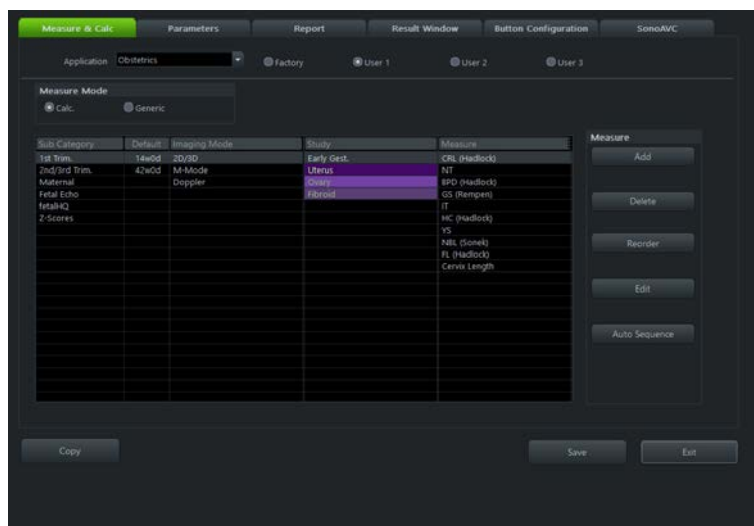 Measure & Calc Parameters Report Result Window Button Configuration SonoAVC
Application Obstetrics Factory User 1 User 2 User 3
Measure Mode
Calc. Generic
Measure
Sub Category Default Imaging Mode Study Measure
1st Trim. 14w0d 2D/3D Early Gest. CRL (Hadlock)
2nd/3rd Trim. 42w0d M-Mode Uterus NT
Maternal Doppler Ovary BPD (Hadlock)
Fetal Echo Fibroid GS (Rempen)
fetalHQ IT
Z-Scores HC (Hadlock)
YS
NBL (Sonek)
FL (Hadlock)
Cervix Length
Add
Delete
Reorder
Edit
Auto Sequence
Copy Save Exit